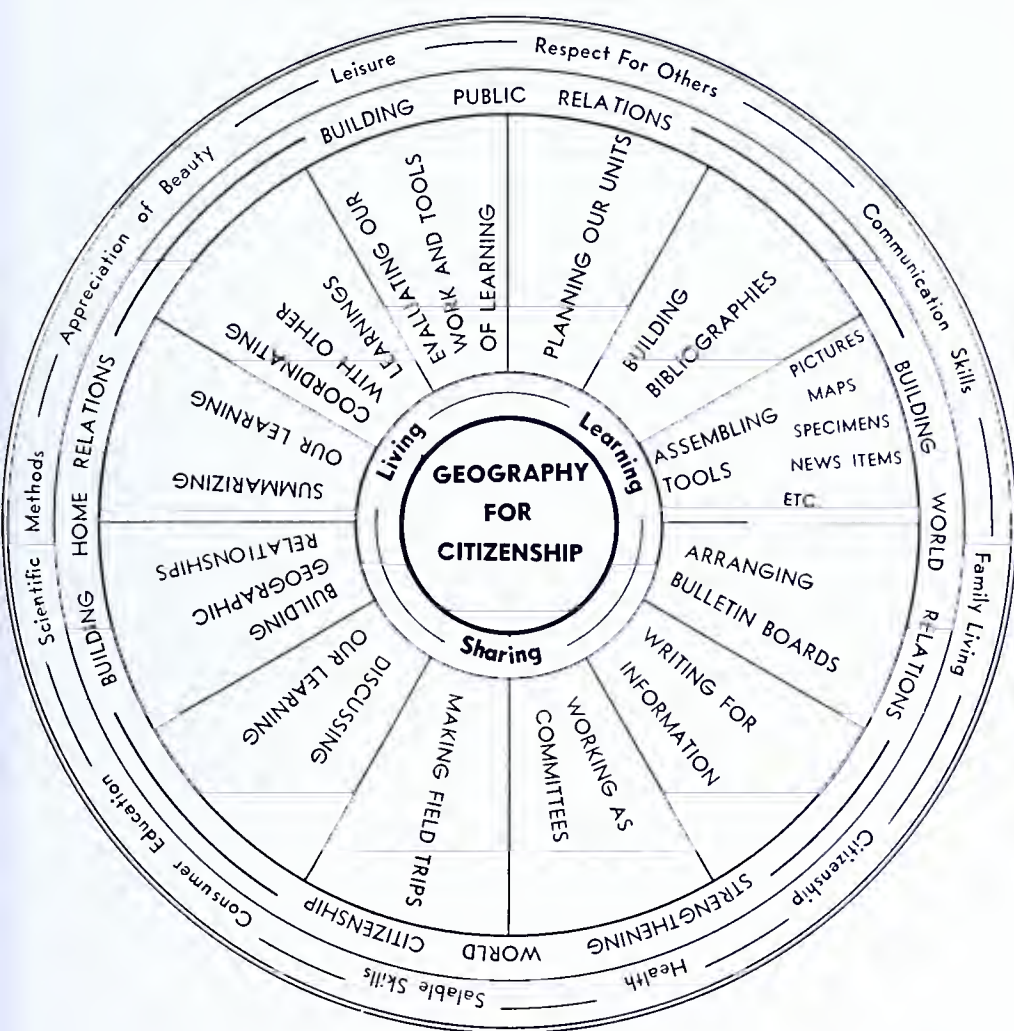 Respect For Others
Communication Skills
Family Living
Citizenship
Health
Salable Skills
Consumer Education
Scientific Methods
Appreciation of Beauty
Leisure
BUILDING PUBLIC RELATIONS
BUILDING WORLD RELATIONS
STRENGTHENING WORLD CITIZENSHIP
BUILDING HOME RELATIONS
PLANNING OUR UNITS
BUILDING
BIBLIOGRAPHIES
ASSEMBLING
TOOLS
PICTURES
MAPS
SPECIMENS
NEWS ITEMS
ETC.
ARRANGING
BULLETIN BOARDS
WRITING FOR
INFORMATION
WORKING AS
COMMITTEES
MAKING FIELD TRIPS
DISCUSSING
OUR LEARNING
BUILDING
GEOGRAPHIC
RELATIONSHIPS
SUMMARIZING
OUR LEARNING
COORDINATING
WITH OTHER
LEARNINGS
EVALUATING OUR
WORK AND TOOLS
OF LEARNING
Living
Learning
Sharing
GEOGRAPHY
FOR
CITIZENSHIP